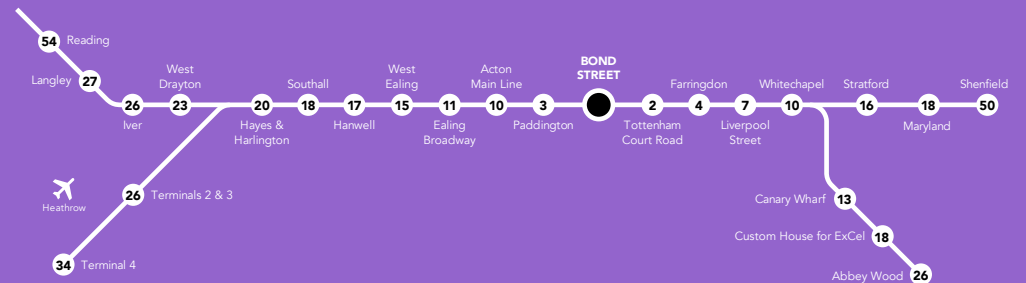 54 Reading
Langley 27
West
Drayton
26
Iver
23
20
Hayes &
Harlington
Southall
18
17
Hanwell
West
Ealing
15
11
Ealing
Broadway
Acton
Main Line
10
3
Paddington
BOND
STREET
2
Tottenham
Court Road
Farringdon
4
7
Liverpool
Street
Whitechapel
10
Stratford
16
18
Maryland
Shenfield
50
26 Terminals 2 & 3
Heathrow
34 Terminal 4
Canary Wharf 13
Custom House for ExCel 18
Abbey Wood 26